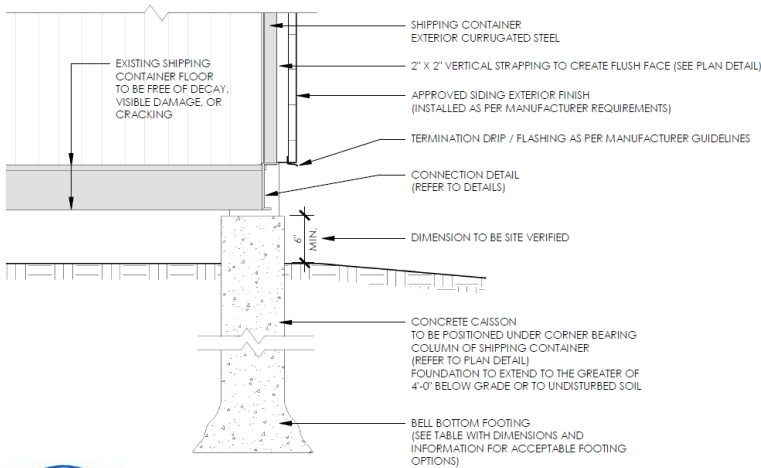 SHIPPING CONTAINER
EXTERIOR CURRUGATED STEEL
EXISTING SHIPPING
CONTAINER FLOOR
TO BE FREE OF DECAY,
VISIBLE DAMAGE, OR
CRACKING
2" X 2" VERTICAL STRAPPING TO CREATE FLUSH FACE (SEE PLAN DETAIL)
APPROVED SIDING EXTERIOR FINISH
(INSTALLED AS PER MANUFACTURER REQUIREMENTS)
TERMINATION DRIP / FLASHING AS PER MANUFACTURER GUIDELINES
CONNECTION DETAIL
(REFER TO DETAILS)
6"
MIN.
DIMENSION TO BE SITE VERIFIED
CONCRETE CAISSON
TO BE POSITIONED UNDER CORNER BEARING
COLUMN OF SHIPPING CONTAINER
(REFER TO PLAN DETAIL)
FOUNDATION TO EXTEND TO THE GREATER OF
4'-0" BELOW GRADE OR TO UNDISTURBED SOIL
BELL BOTTOM FOOTING
(SEE TABLE WITH DIMENSIONS AND
INFORMATION FOR ACCEPTABLE FOOTING
OPTIONS)